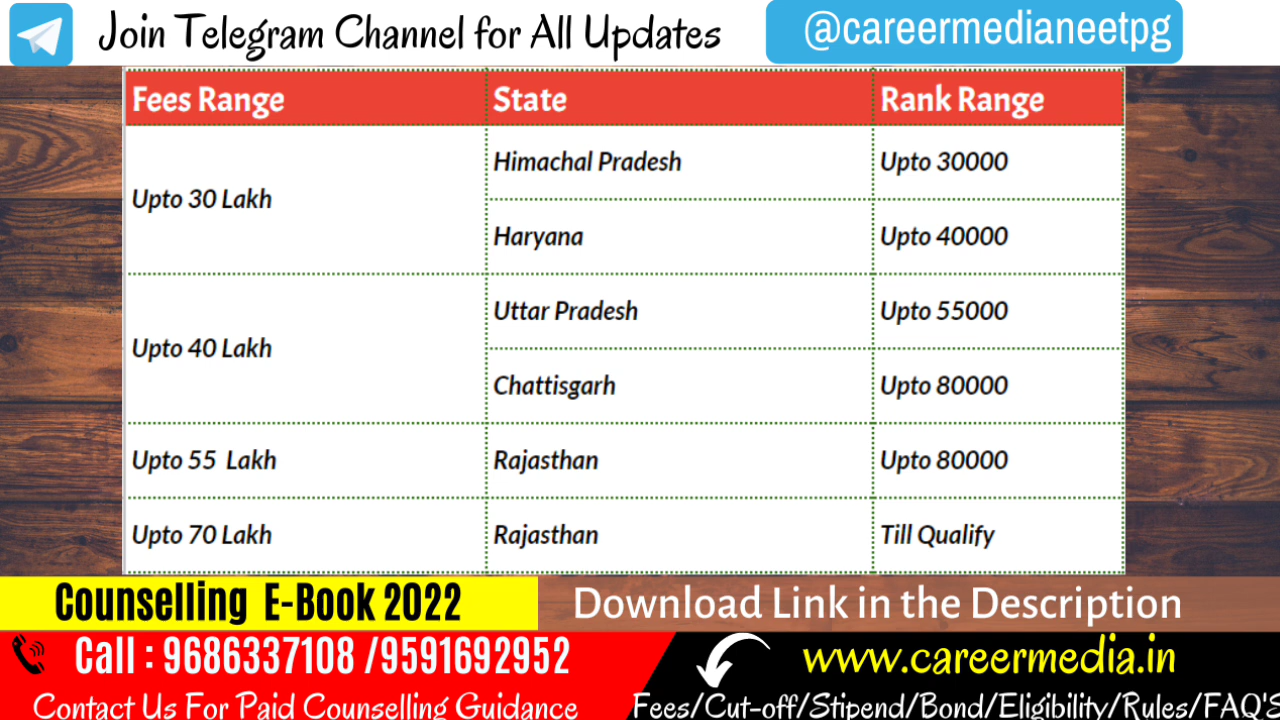 Join Telegram Channel for All Updates
@careermedianeetpg
Fees Range State Rank Range
Upto 30 Lakh
Himachal Pradesh Upto 30000
Haryana Upto 40000
Upto 40 Lakh
Uttar Pradesh Upto 55000
Chattisgarh Upto 80000
Upto 55 Lakh Rajasthan Upto 80000
Upto 70 Lakh Rajasthan Till Qualify
Counselling E-Book 2022
Download Link in the Description
Call : 9686337108 /9591692952
www.careermedia.in
Contact Us For Paid Counselling Guidance
Fees/Cut-off/Stipend/Bond/Eligibility/Rules/FAQ'S